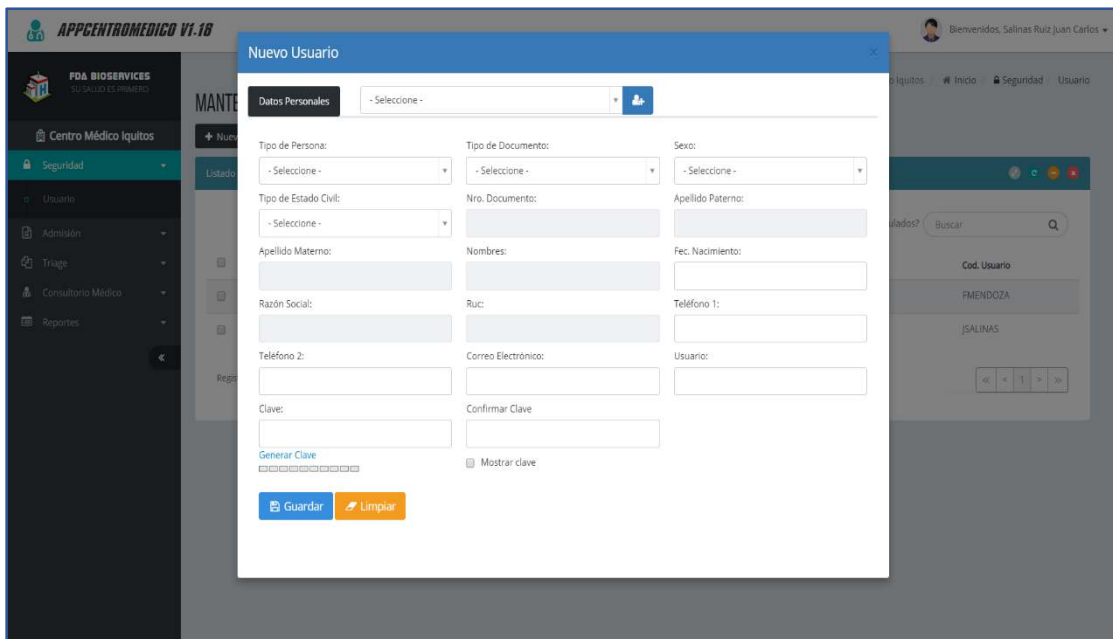 APPCENTROMEDICO V1.18
Bienvenidos, Salinas Ruiz Juan Carlos
FDA BIOSERVICES
SU SALUD ES PRIMERO
Centro Médico Iquitos
Seguridad
Usuario
Admisión
Triage
Consultorio Médico
Reportes
Iquitos / Inicio / Seguridad / Usuario
MANTE
+ Nuev
Listado
Buscar
Cod. Usuario
FMENDOZA
JSALINAS
Regis
« < 1 > »
Nuevo Usuario x
Datos Personales - Seleccione -
Tipo de Persona: Tipo de Documento: Sexo:
- Seleccione - - Seleccione - - Seleccione -
Tipo de Estado Civil: Nro. Documento: Apellido Paterno:
- Seleccione -
Apellido Materno: Nombres: Fec. Nacimiento:
Razón Social: Ruc: Teléfono 1:
Teléfono 2: Correo Electrónico: Usuario:
Clave: Confirmar Clave
Generar Clave
Mostrar clave
Guardar Limpiar